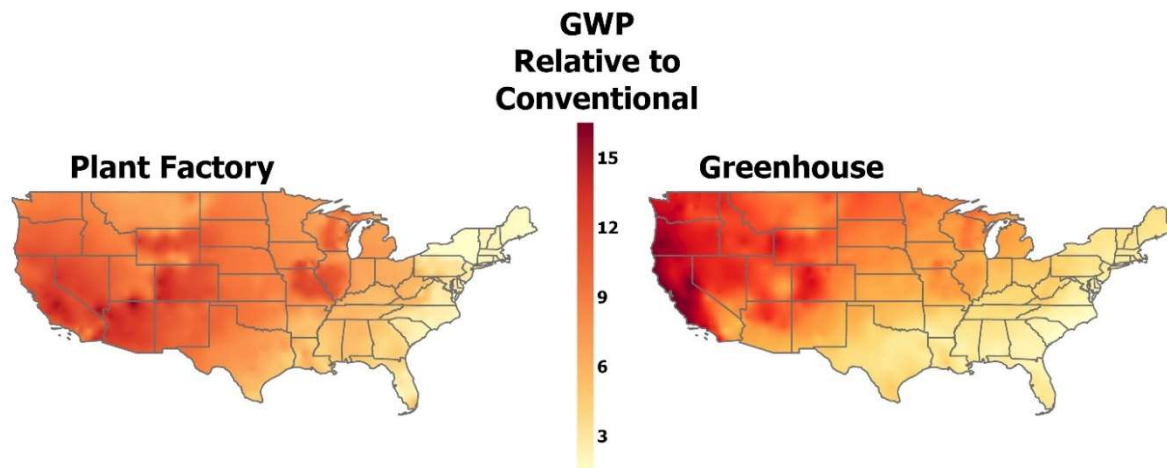 GWP
Relative to
Conventional
Plant Factory
Greenhouse
15
12
9
6
3